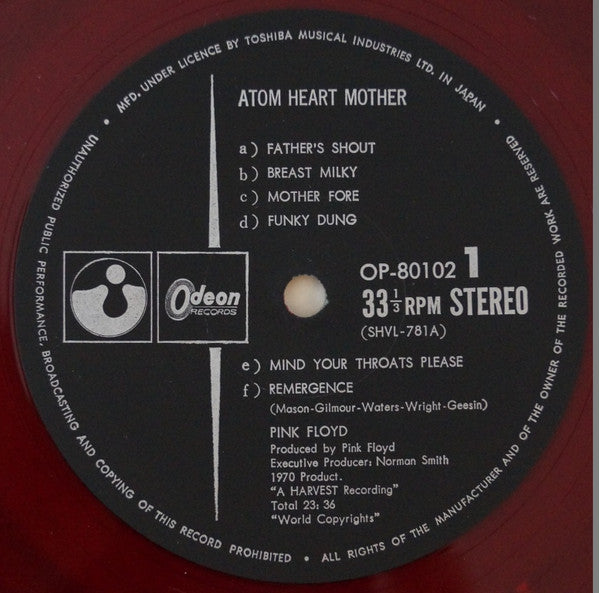 • MFD. UNDER LICENCE BY TOSHIBA MUSICAL INDUSTRIES LTD. IN JAPAN •
ATOM HEART MOTHER
a) FATHER'S SHOUT
b) BREAST MILKY
c) MOTHER FORE
d) FUNKY DUNG
Odeon
RECORDS
OP-80102 1
33 1/3 RPM STEREO
(SHVL-781A)
e) MIND YOUR THROATS PLEASE
f) REMERGENCE
(Mason-Gilmour-Waters-Wright-Geesin)
PINK FLOYD
Produced by Pink Floyd
Executive Producer: Norman Smith
1970 Product.
"A HARVEST Recording"
Total 23: 36
"World Copyrights"
UNAUTHORIZED PUBLIC PERFORMANCE, BROADCASTING AND COPYING OF THIS RECORD PROHIBITED • ALL RIGHTS OF THE MANUFACTURER AND OF THE OWNER OF THE RECORDED WORK ARE RESERVED